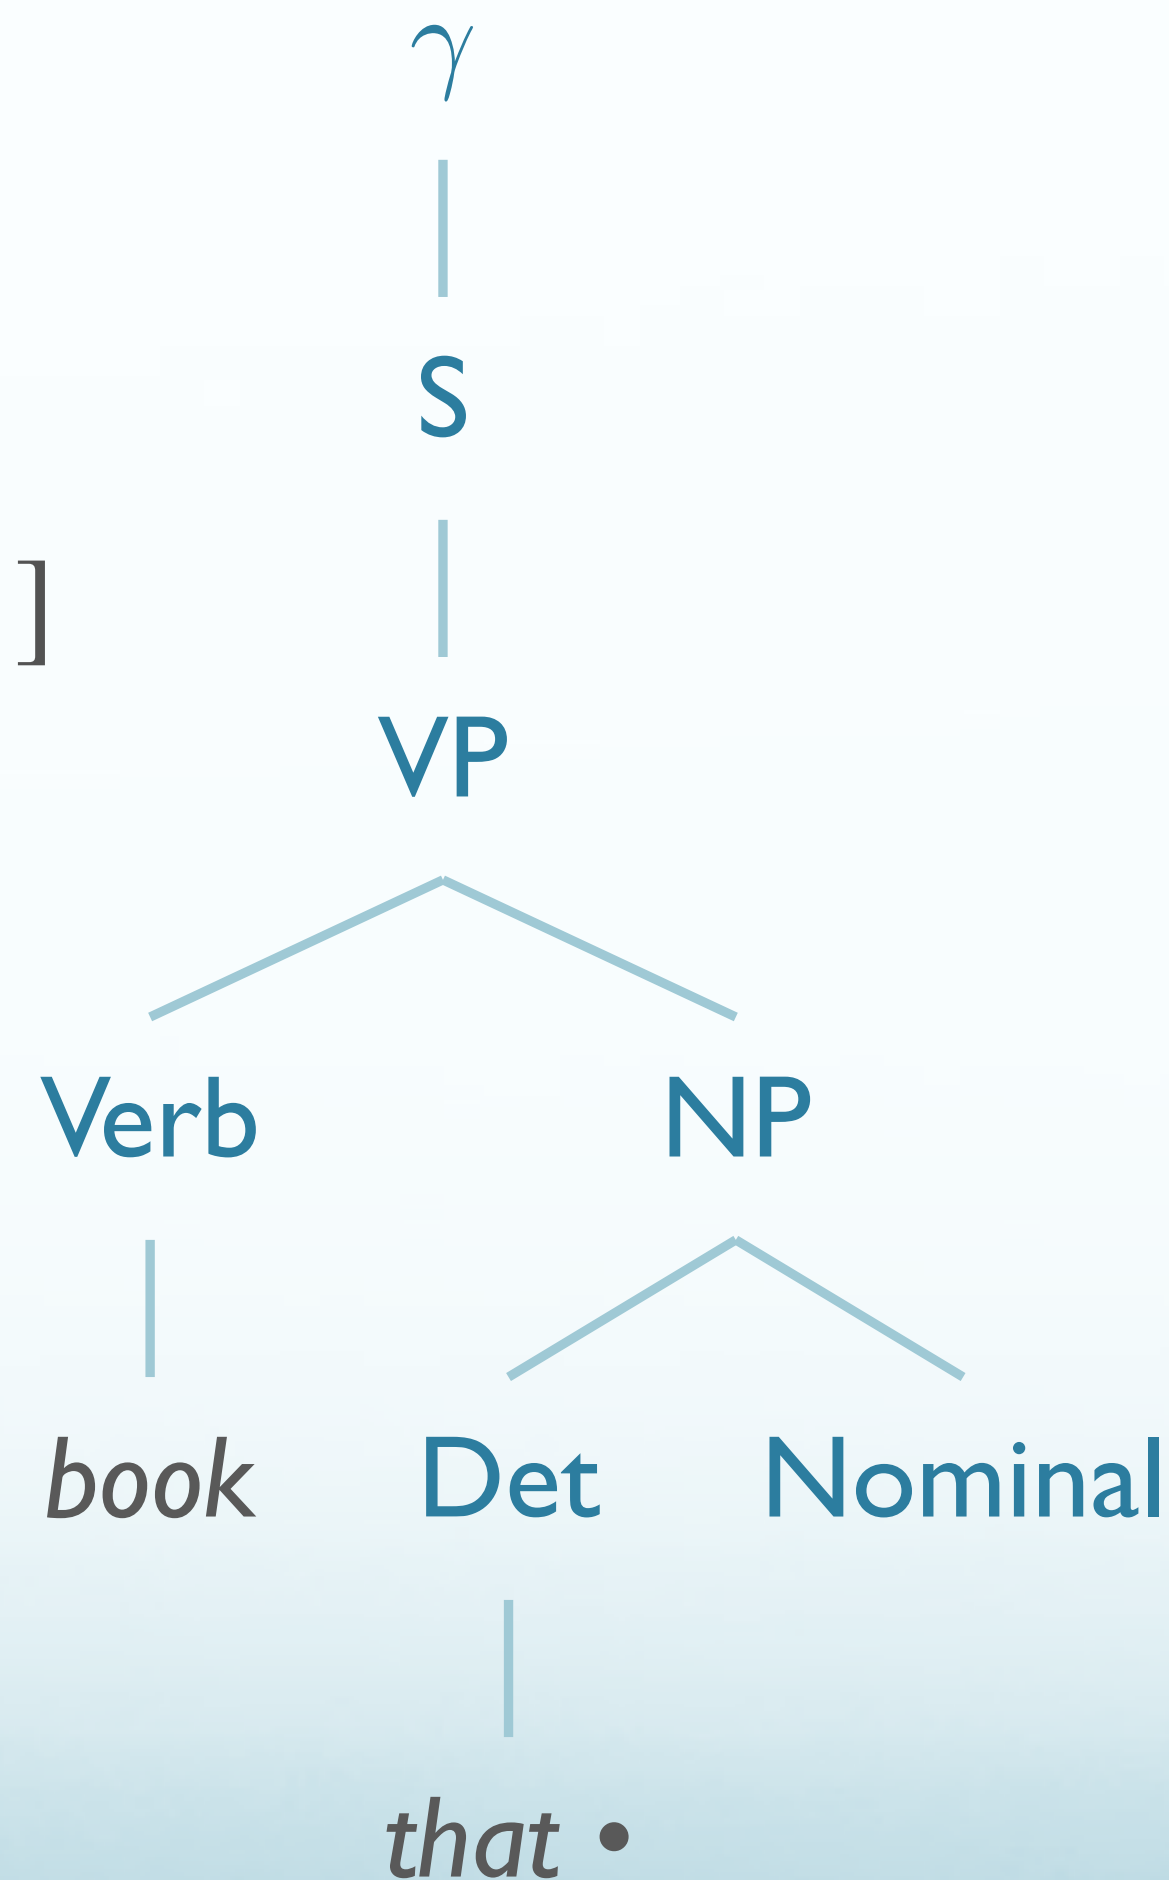 γ
S
]
VP
Verb NP
book Det Nominal
that •